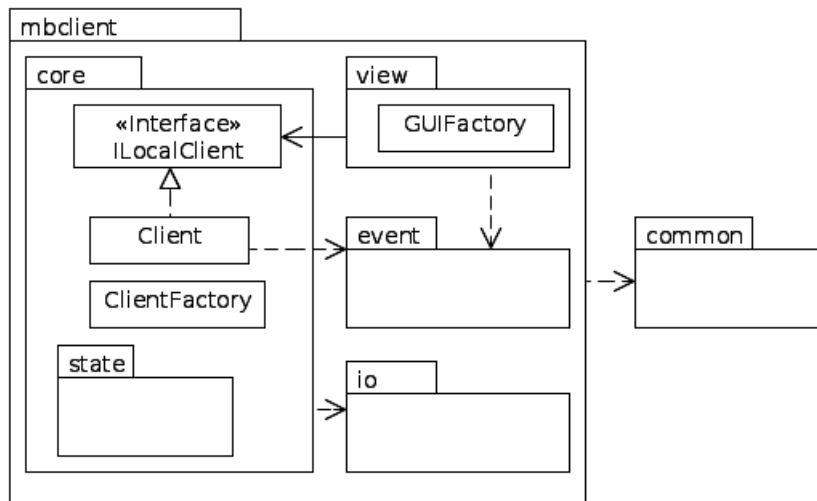 mbclient
core
view
«Interface»
ILocalClient
GUIFactory
Client
event
common
ClientFactory
state
io